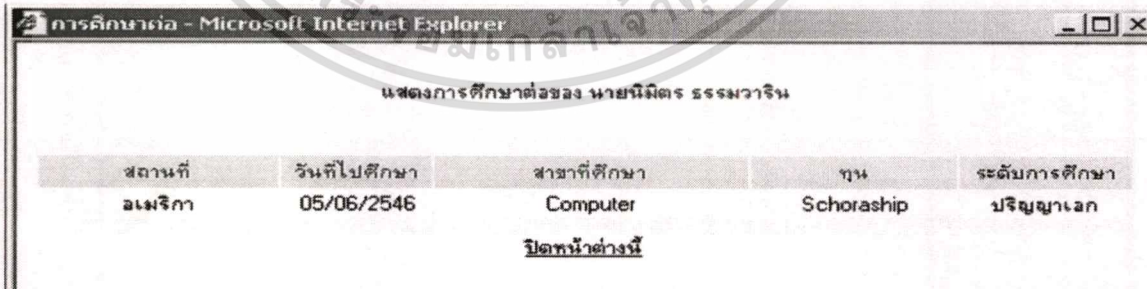 การศึกษาต่อ - Microsoft Internet Explorer
แสดงการศึกษาต่อของ นายนิมิตร ธรรมวาริน
สถานที่ วันที่ไปศึกษา สาขาที่ศึกษา ทุน ระดับการศึกษา
อเมริกา 05/06/2546 Computer Schoraship ปริญญาเอก
ปิดหน้าต่างนี้